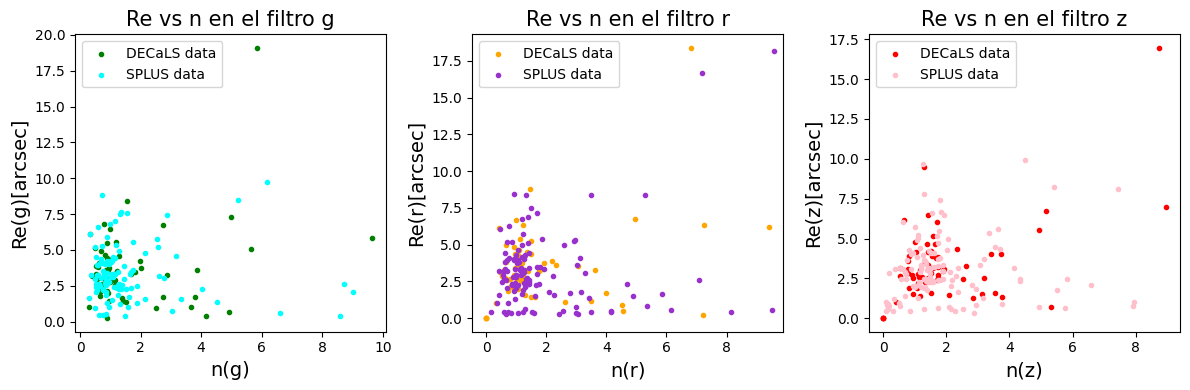 Re vs n en el filtro g
20.0
17.5
15.0
12.5
10.0
7.5
5.0
2.5
0.0
Re(g)[arcsec]
DECaLS data
SPLUS data
0
2
4
6
8
10
n(g)
Re vs n en el filtro r
17.5
15.0
12.5
10.0
7.5
5.0
2.5
0.0
Re(r)[arcsec]
DECaLS data
SPLUS data
0
2
4
6
8
n(r)
Re vs n en el filtro z
17.5
15.0
12.5
10.0
7.5
5.0
2.5
0.0
Re(z)[arcsec]
DECaLS data
SPLUS data
0
2
4
6
8
n(z)